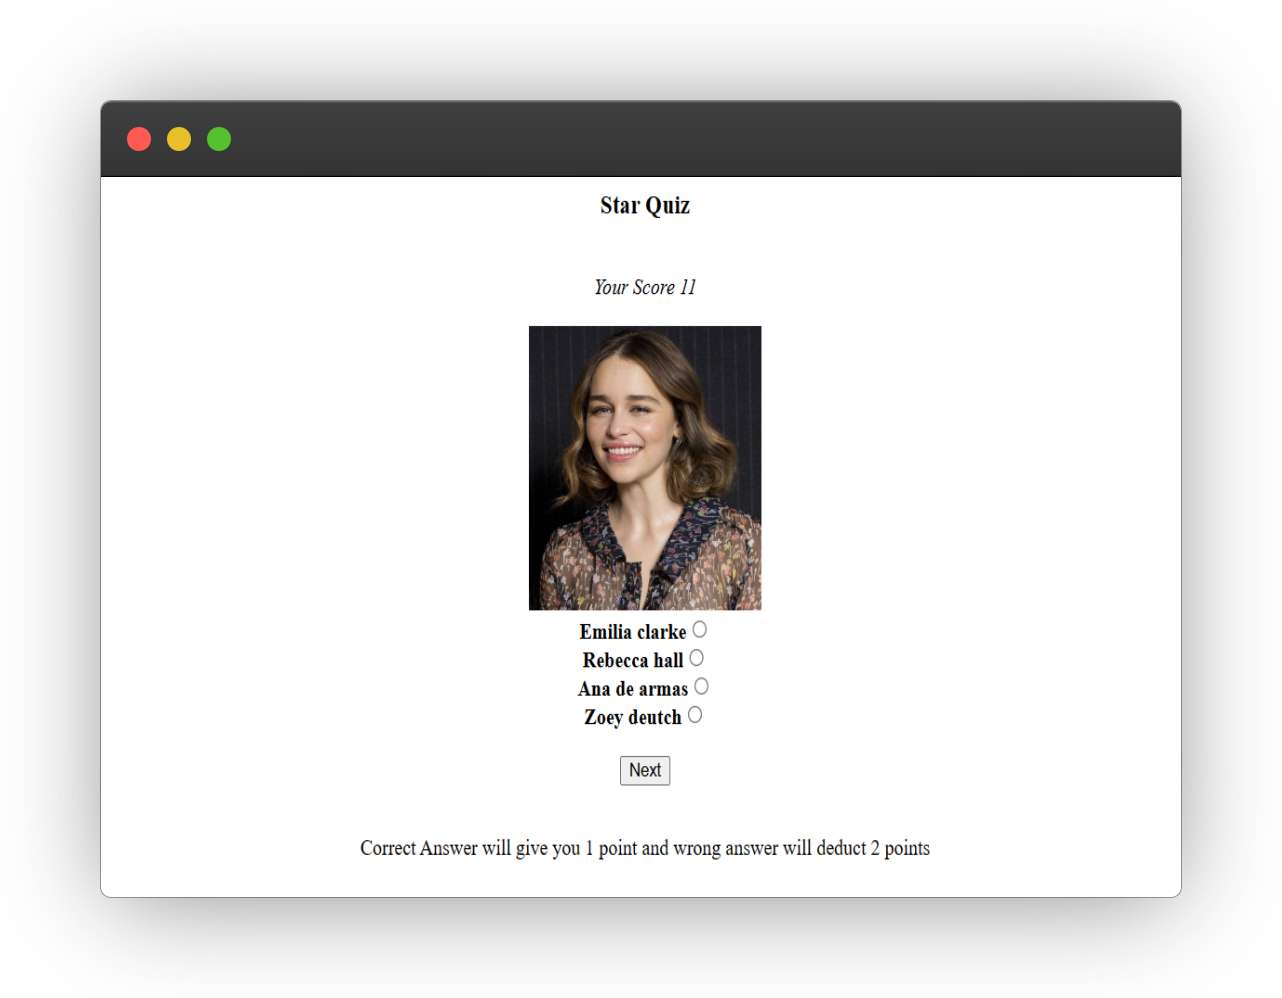 Star Quiz
Your Score 11
Emilia clarke
Rebecca hall
Ana de armas
Zoey deutch
Next
Correct Answer will give you 1 point and wrong answer will deduct 2 points